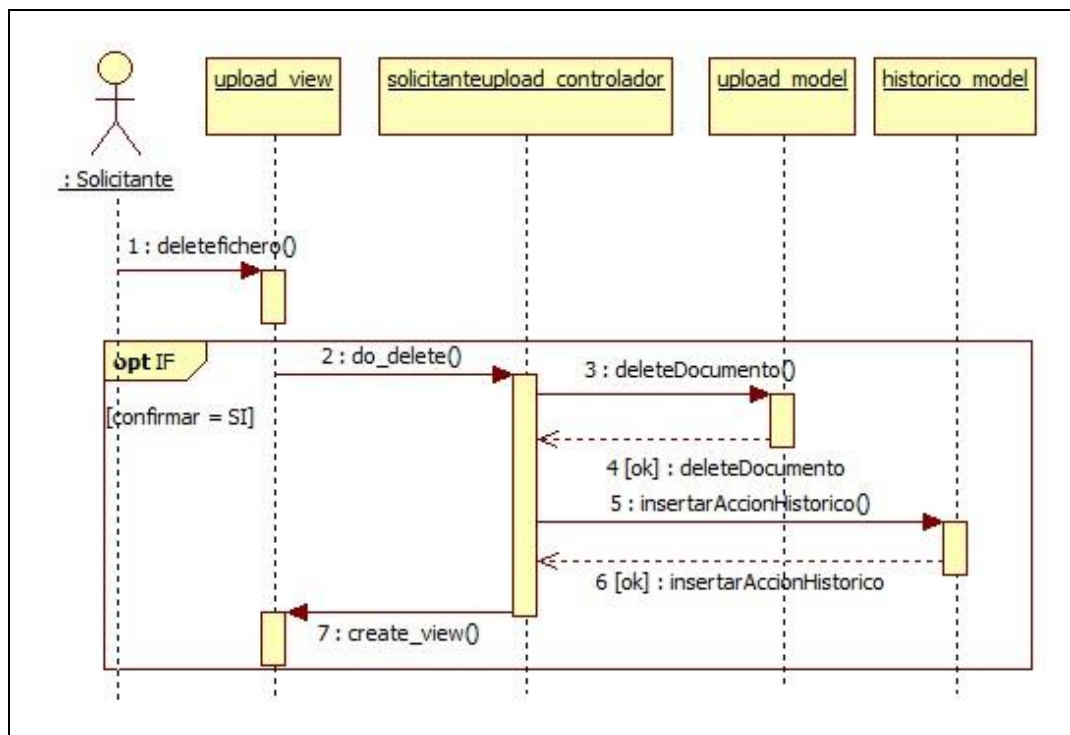 upload_view
solicitanteupload_controlador
upload_model
historico_model
: Solicitante
1 : deletefichero()
opt IF
2 : do_delete()
3 : deleteDocumento()
[confirmar = SI]
4 [ok] : deleteDocumento
5 : insertarAccionHistorico()
6 [ok] : insertarAccionHistorico
7 : create_view()